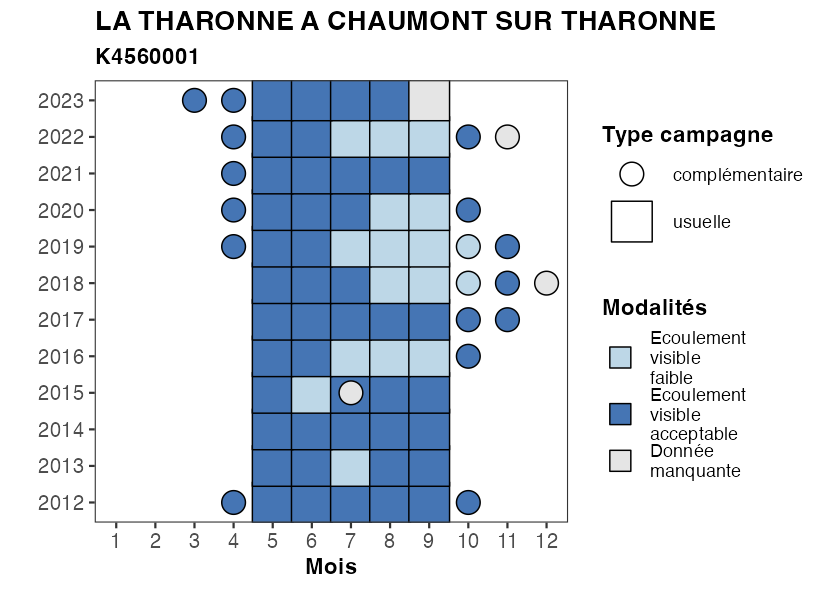 LA THARONNE A CHAUMONT SUR THARONNE
K4560001
2023
2022
2021
2020
2019
2018
2017
2016
2015
2014
2013
2012
1 2 3 4 5 6 7 8 9 10 11 12
Mois
Type campagne
complémentaire
usuelle
Modalités
Ecoulement
visible
faible
Ecoulement
visible
acceptable
Donnée
manquante